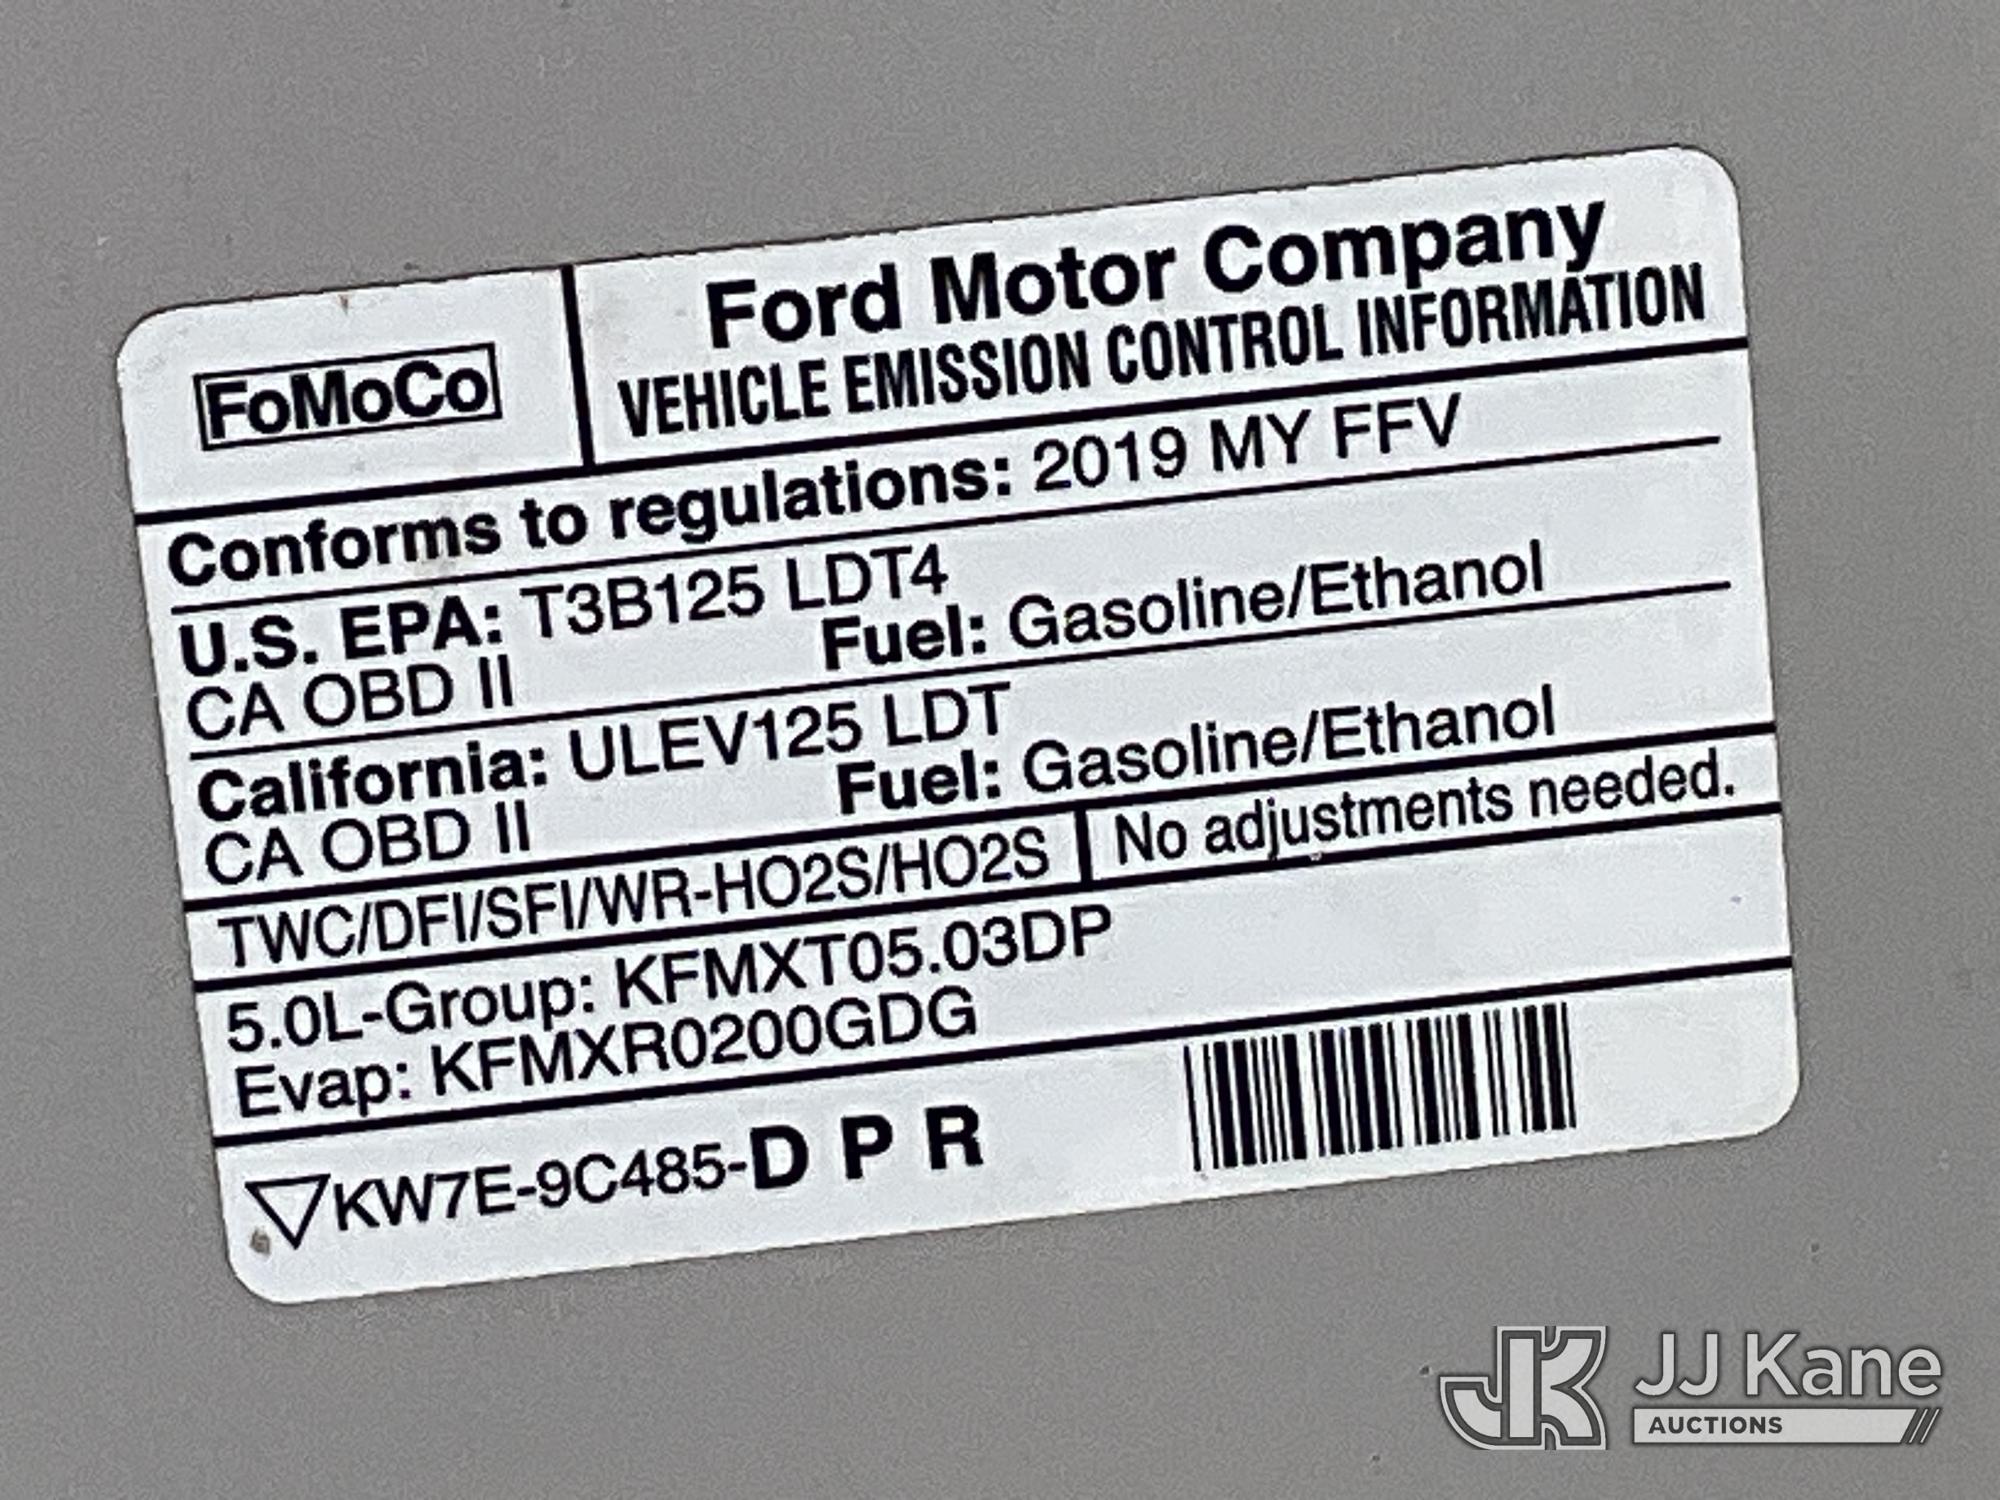 FoMoCo
Ford Motor Company
VEHICLE EMISSION CONTROL INFORMATION
Conforms to regulations: 2019 MY FFV
U.S. EPA: T3B125 LDT4
CA OBD II Fuel: Gasoline/Ethanol
California: ULEV125 LDT
CA OBD II Fuel: Gasoline/Ethanol
TWC/DFI/SFI/WR-HO2S/HO2S No adjustments needed.
5.0L-Group: KFMXT05.03DP
Evap: KFMXR0200GDG
KW7E-9C485-D P R
JK JJ Kane
AUCTIONS